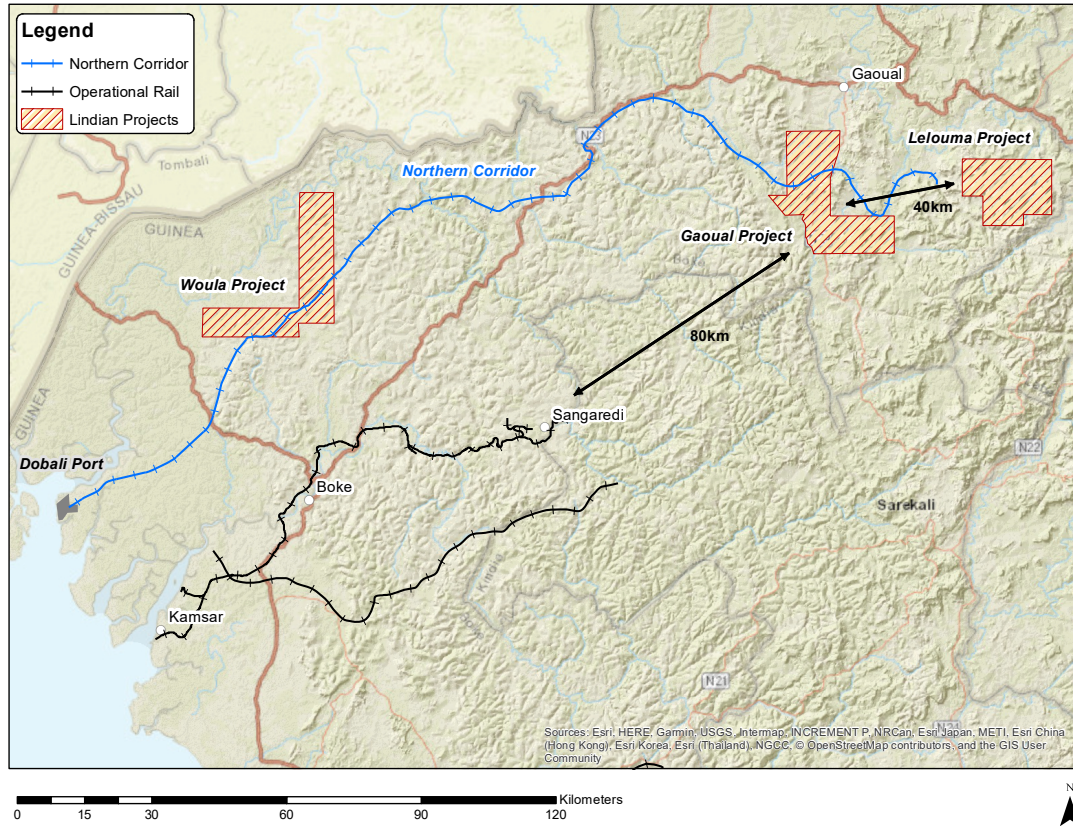 Legend
Northern Corridor
Operational Rail
Lindian Projects
Gaoual
N23
Lelouma Project
Tombali
Northern Corridor
GUINEA-BISSAU
GUINEA
40km
Gaoual Project
Woula Project
80km
GUINEA
Sangaredi
N22
Dobali Port
Boke
Sarekali
Kamsar
N21
N24
Sources: Esri, HERE, Garmin, USGS, Intermap, INCREMENT P, NRCan, Esri Japan, METI, Esri China
(Hong Kong), Esri Korea, Esri (Thailand), NGCC, © OpenStreetMap contributors, and the GIS User
Community
Kilometers
0 15 30 60 90 120
N